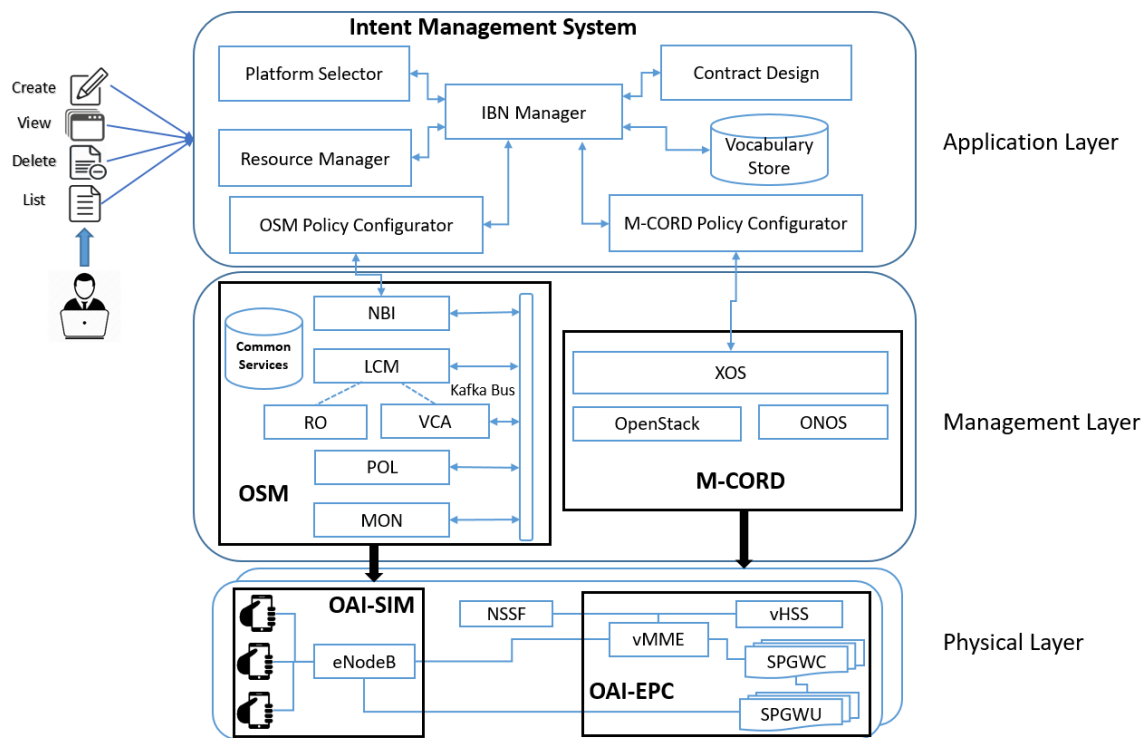 Intent Management System
Create
View
Delete
List
Platform Selector
Contract Design
IBN Manager
Resource Manager
Vocabulary
Store
OSM Policy Configurator
M-CORD Policy Configurator
Application Layer
NBI
Common
Services
LCM
Kafka Bus
RO
VCA
POL
OSM
MON
XOS
OpenStack
ONOS
M-CORD
Management Layer
OAI-SIM
eNodeB
NSSF
vHSS
vMME
SPGWC
OAI-EPC
SPGWU
Physical Layer